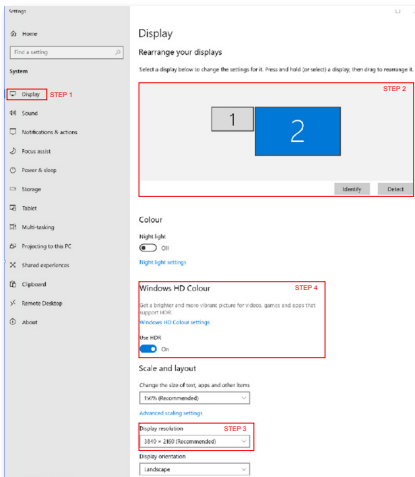 Settings
Home
Find a setting
System
Display STEP 1
Sound
Notifications & actions
Focus assist
Power & sleep
Storage
Tablet
Multi-tasking
Projecting to this PC
Shared experiences
Clipboard
Remote Desktop
About
Display
Rearrange your displays
Select a display below to change the settings for it. Press and hold (or select) a display, then drag to rearrange it.
STEP 2
1
2
Identify Detect
Colour
Night light
Off
Night light settings
Windows HD Colour STEP 4
Get a brighter and more vibrant picture for videos, games and apps that
support HDR.
Windows HD Colour settings
Use HDR
On
Scale and layout
Change the size of text, apps and other items
150% (Recommended)
Advanced scaling settings
Display resolution STEP 3
3840 × 2160 (Recommended)
Display orientation
Landscape